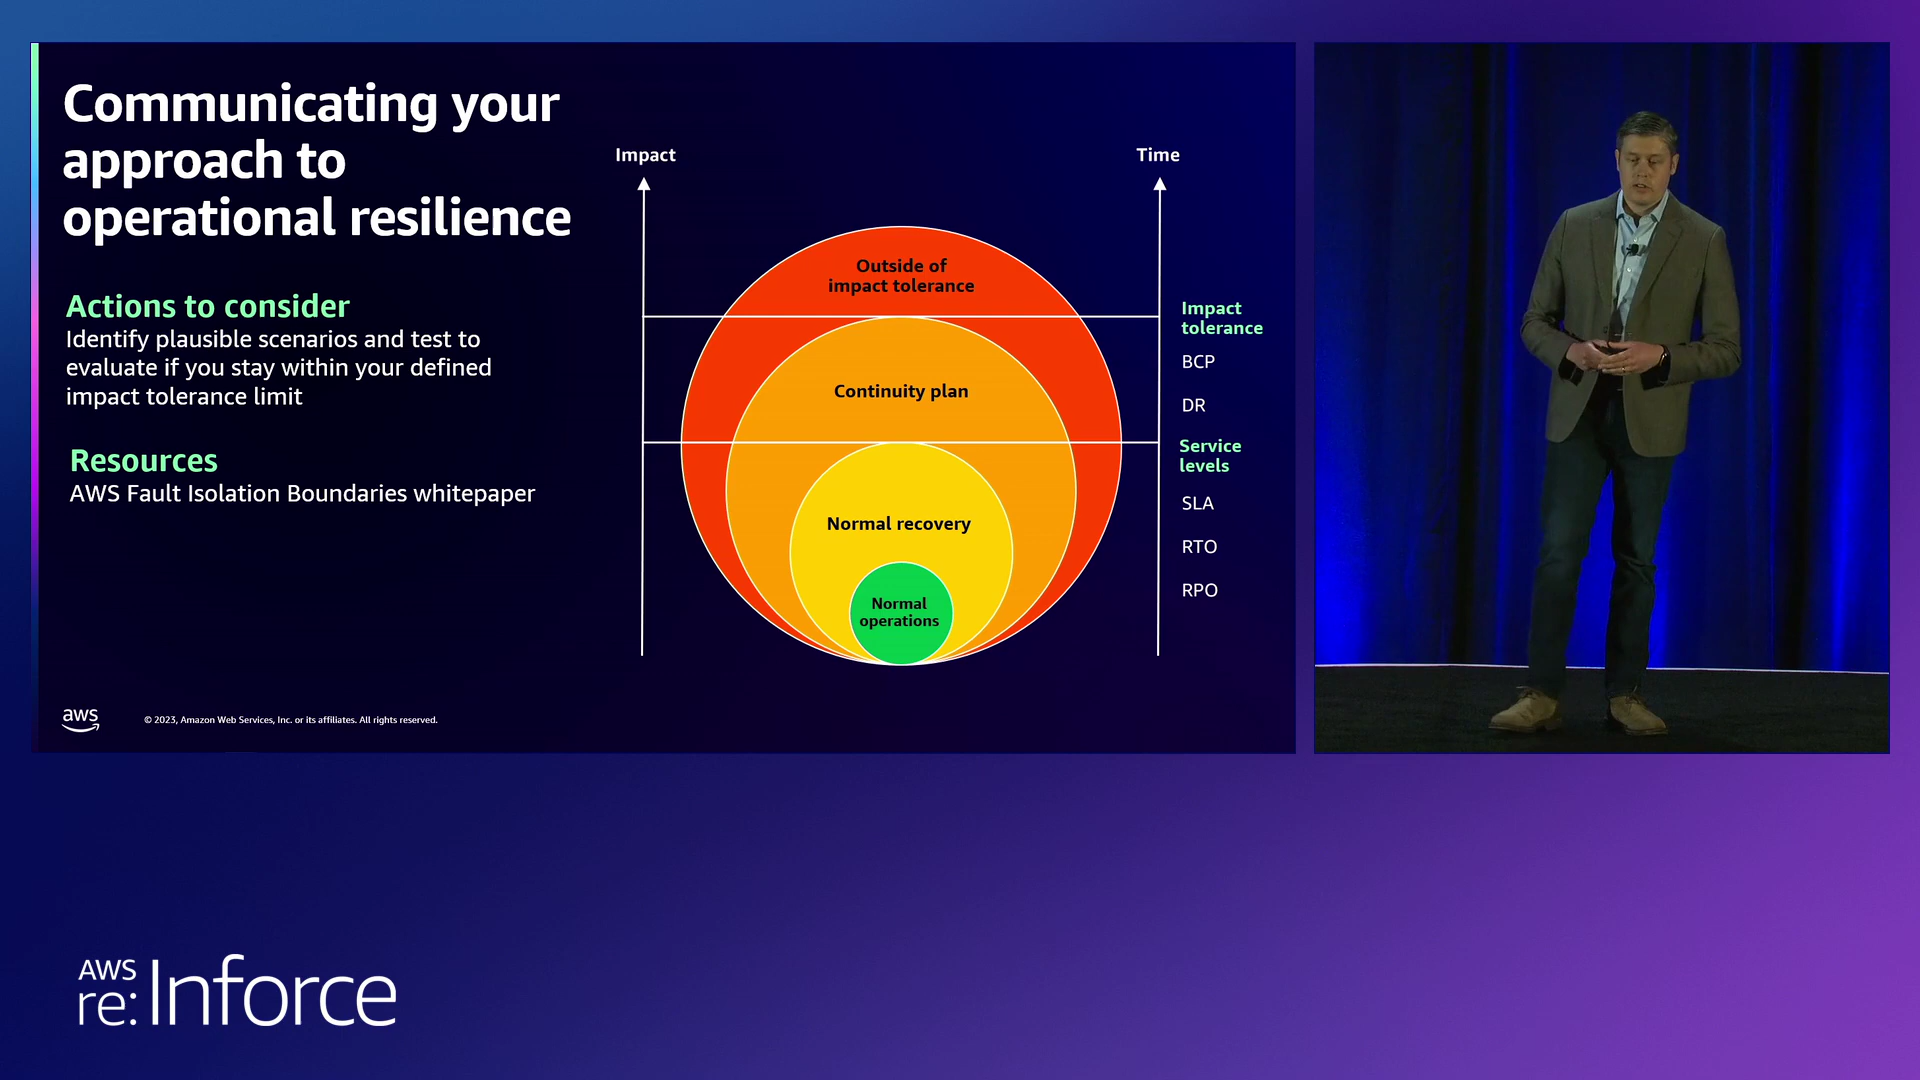 Communicating your
approach to
operational resilience
Actions to consider
Identify plausible scenarios and test to
evaluate if you stay within your defined
impact tolerance limit
Resources
AWS Fault Isolation Boundaries whitepaper
Impact
Time
Outside of
impact tolerance
Continuity plan
Normal recovery
Normal
operations
Impact
tolerance
BCP
DR
Service
levels
SLA
RTO
RPO
aws
© 2023, Amazon Web Services, Inc. or its affiliates. All rights reserved.
AWS
re:Inforce